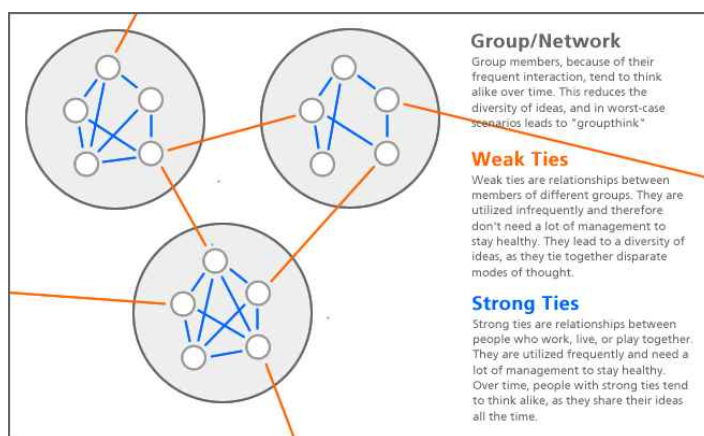 Group/Network
Group members, because of their
frequent interaction, tend to think
alike over time. This reduces the
diversity of ideas, and in worst-case
scenarios leads to "groupthink"
Weak Ties
Weak ties are relationships between
members of different groups. They are
utilized infrequently and therefore
don't need a lot of management to
stay healthy. They lead to a diversity of
ideas, as they tie together disparate
modes of thought.
Strong Ties
Strong ties are relationships between
people who work, live, or play together.
They are utilized frequently and need a
lot of management to stay healthy.
Over time, people with strong ties tend
to think alike, as they share their ideas
all the time.